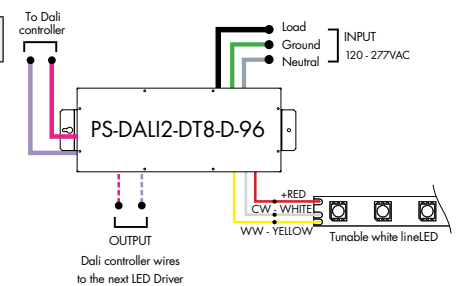 To Dali
controller
Load
Ground
Neutral
INPUT
120 - 277VAC
PS-DALI2-DT8-D-96
+RED
CW - WHITE
WW - YELLOW
Tunable white lineLED
OUTPUT
Dali controller wires
to the next LED Driver